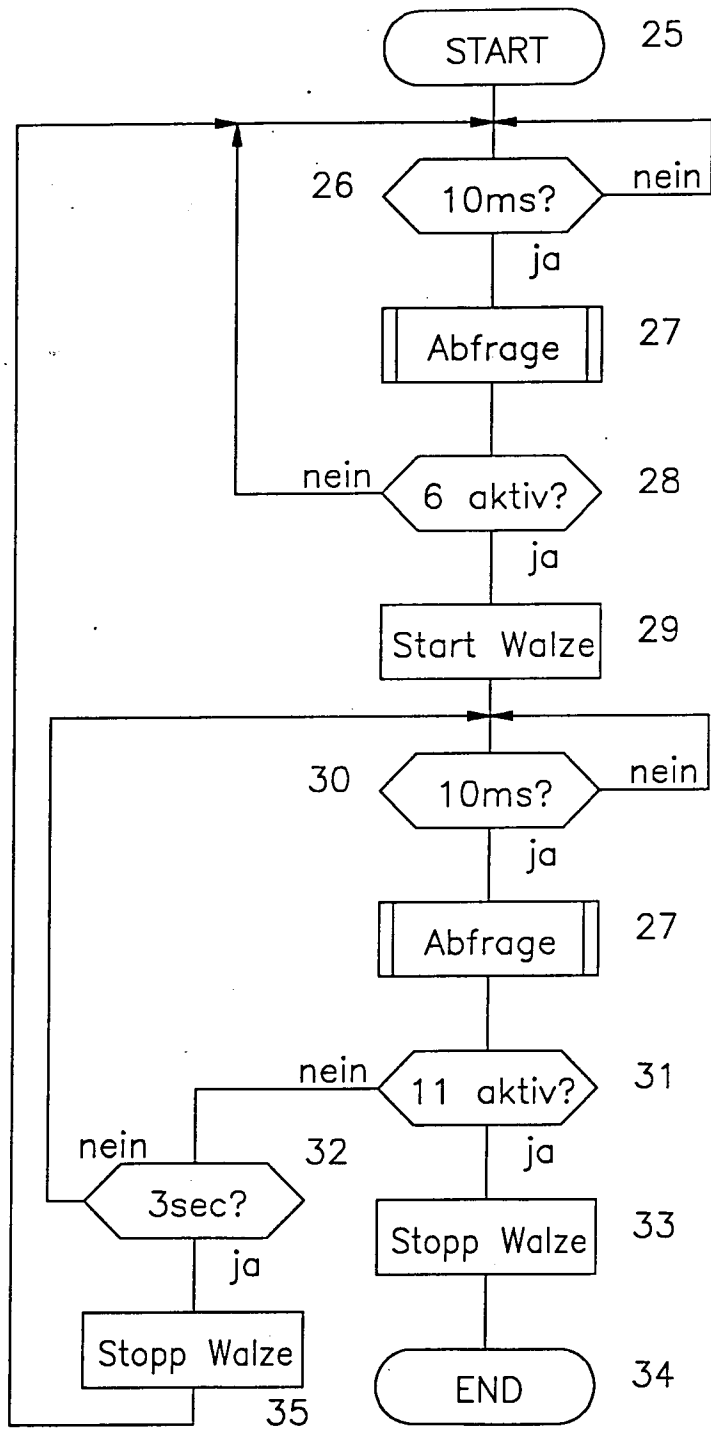 START 25
26 10ms? nein
ja
Abfrage 27
nein 6 aktiv? 28
ja
Start Walze 29
30 10ms? nein
ja
Abfrage 27
nein 11 aktiv? 31
ja
nein 32
3sec?
ja
Stopp Walze 33
Stopp Walze
35
END 34